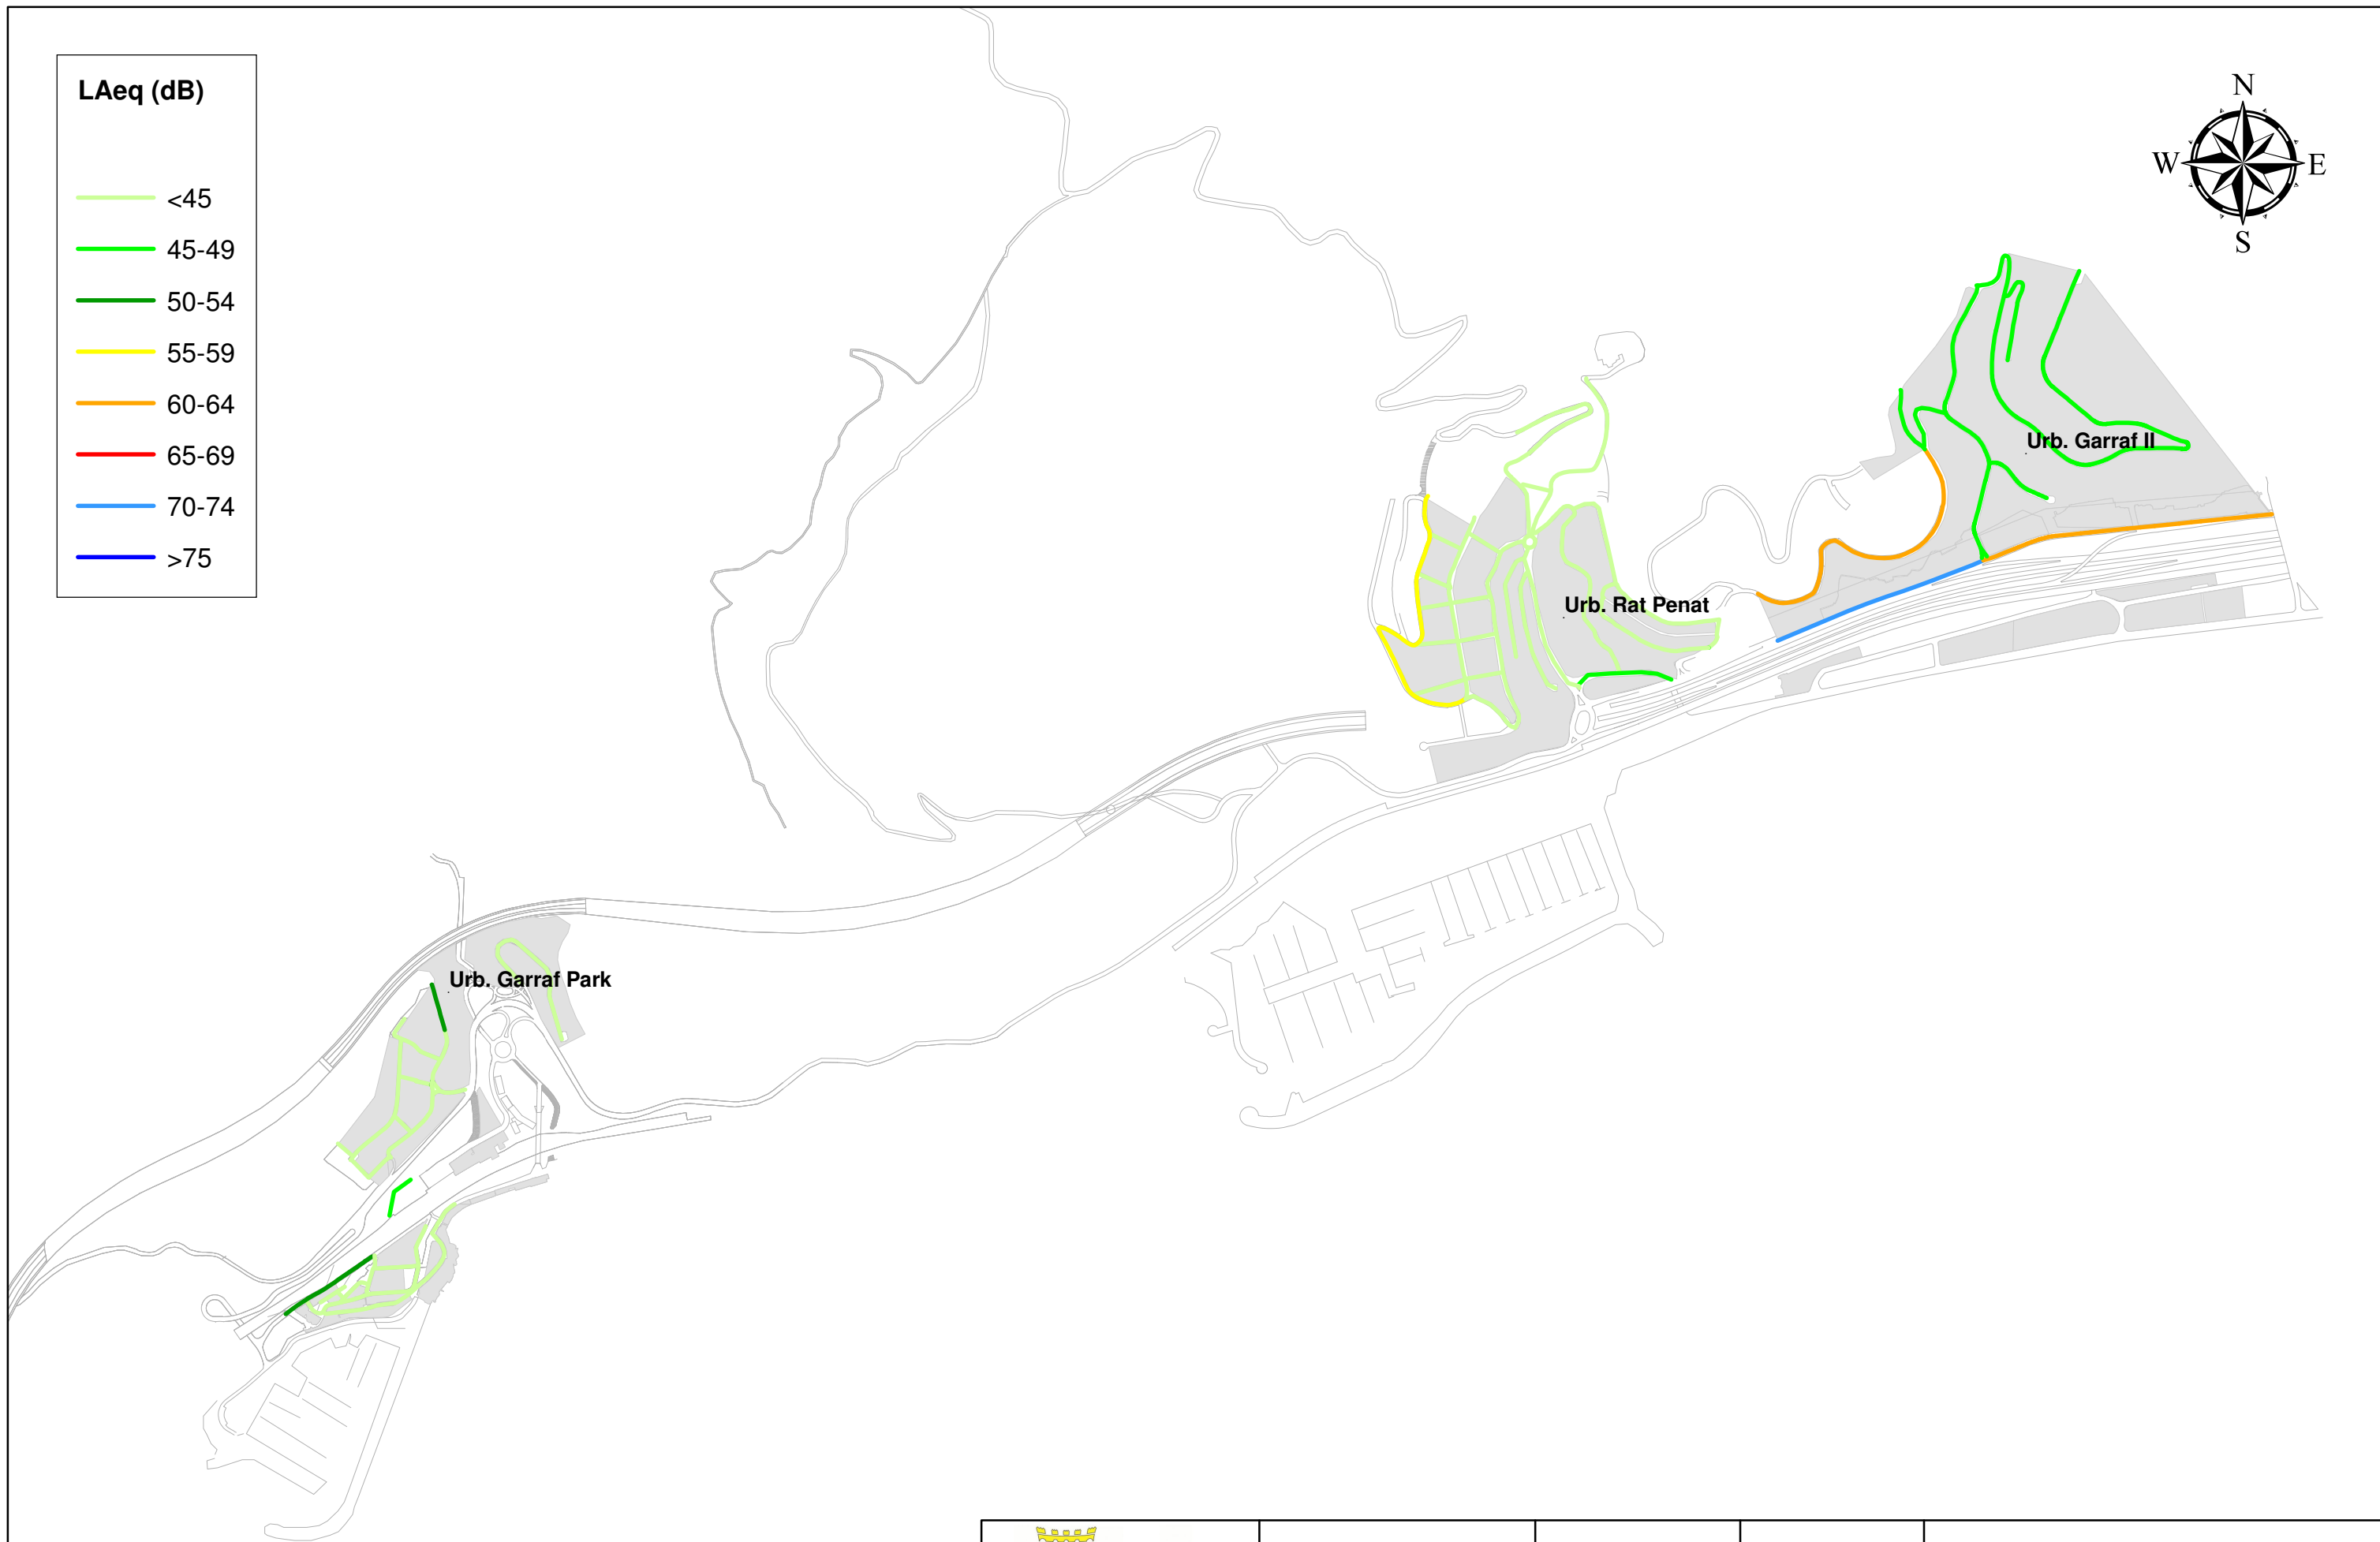 LAeq (dB)
<45
45-49
50-54
55-59
60-64
65-69
70-74
>75
N
W
E
S
Urb. Garraf II
Urb. Rat Penat
Urb. Garraf Park